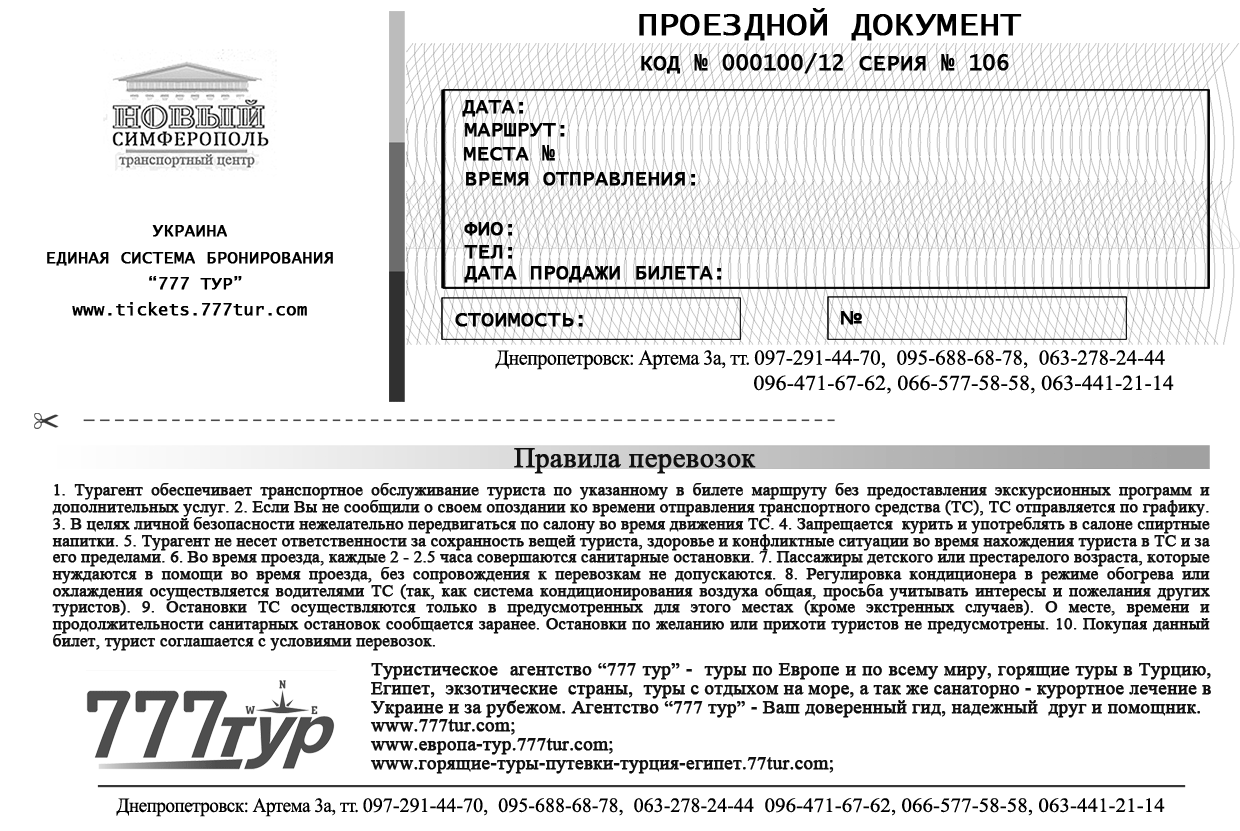 НОВЫЙ
СИМФЕРОПОЛЬ
транспортный центр
УКРАИНА
ЕДИНАЯ СИСТЕМА БРОНИРОВАНИЯ
“777 ТУР”
www.tickets.777tur.com
ПРОЕЗДНОЙ ДОКУМЕНТ
КОД № 000100/12 СЕРИЯ № 106
ДАТА:
МАРШРУТ:
МЕСТА №
ВРЕМЯ ОТПРАВЛЕНИЯ:
ФИО:
ТЕЛ:
ДАТА ПРОДАЖИ БИЛЕТА:
СТОИМОСТЬ:
№
Днепропетровск: Артема 3а, тт. 097-291-44-70, 095-688-68-78, 063-278-24-44
096-471-67-62, 066-577-58-58, 063-441-21-14
Правила перевозок
1. Турагент обеспечивает транспортное обслуживание туриста по указанному в билете маршруту без предоставления экскурсионных программ и
дополнительных услуг. 2. Если Вы не сообщили о своем опоздании ко времени отправления транспортного средства (ТС), ТС отправляется по графику.
3. В целях личной безопасности нежелательно передвигаться по салону во время движения ТС. 4. Запрещается курить и употреблять в салоне спиртные
напитки. 5. Турагент не несет ответственности за сохранность вещей туриста, здоровье и конфликтные ситуации во время нахождения туриста в ТС и за
его пределами. 6. Во время проезда, каждые 2 - 2.5 часа совершаются санитарные остановки. 7. Пассажиры детского или престарелого возраста, которые
нуждаются в помощи во время проезда, без сопровождения к перевозкам не допускаются. 8. Регулировка кондиционера в режиме обогрева или
охлаждения осуществляется водителями ТС (так, как система кондиционирования воздуха общая, просьба учитывать интересы и пожелания других
туристов). 9. Остановки ТС осуществляются только в предусмотренных для этого местах (кроме экстренных случаев). О месте, времени и
продолжительности санитарных остановок сообщается заранее. Остановки по желанию или прихоти туристов не предусмотрены. 10. Покупая данный
билет, турист соглашается с условиями перевозок.
777тур
N
W E
Туристическое агентство “777 тур” - туры по Европе и по всему миру, горящие туры в Турцию,
Египет, экзотические страны, туры с отдыхом на море, а так же санаторно - курортное лечение в
Украине и за рубежом. Агентство “777 тур” - Ваш доверенный гид, надежный друг и помощник.
www.777tur.com;
www.европа-тур.777tur.com;
www.горящие-туры-путевки-турция-египет.77tur.com;
Днепропетровск: Артема 3а, тт. 097-291-44-70, 095-688-68-78, 063-278-24-44 096-471-67-62, 066-577-58-58, 063-441-21-14